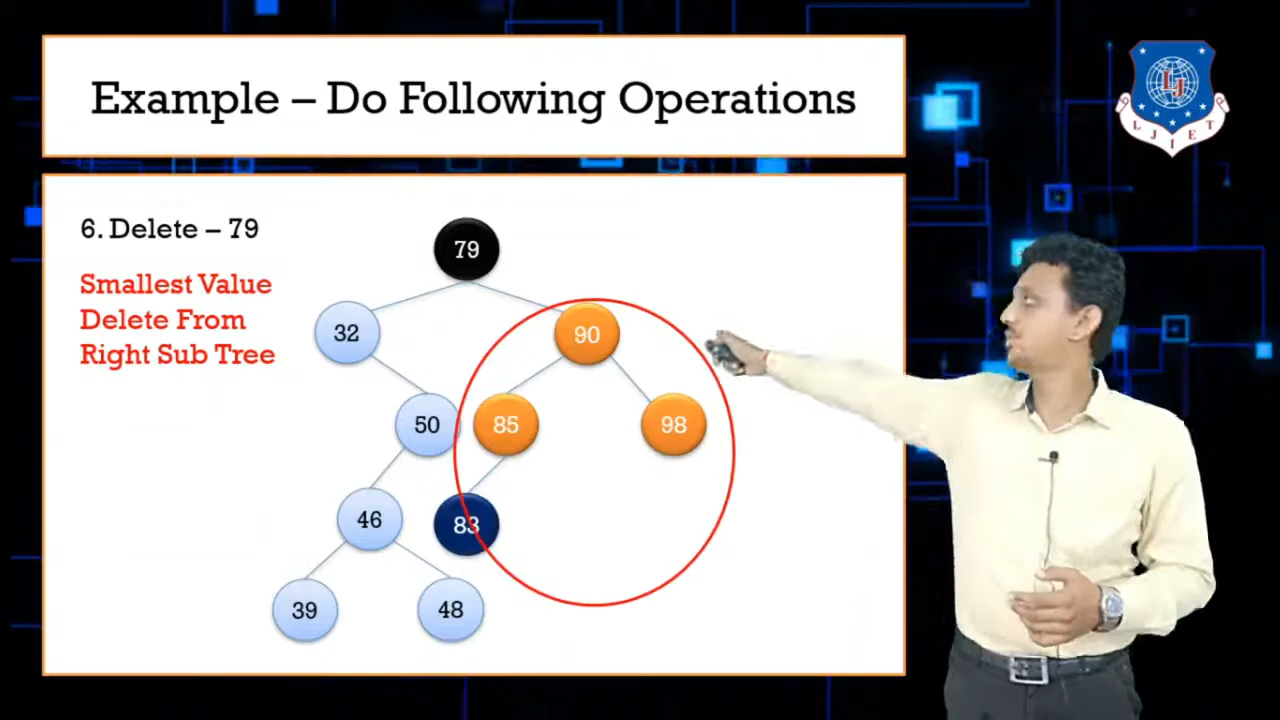 Example – Do Following Operations
L J I E T
6. Delete – 79
Smallest Value
Delete From
Right Sub Tree
79
32
90
50
85
98
46
83
39
48